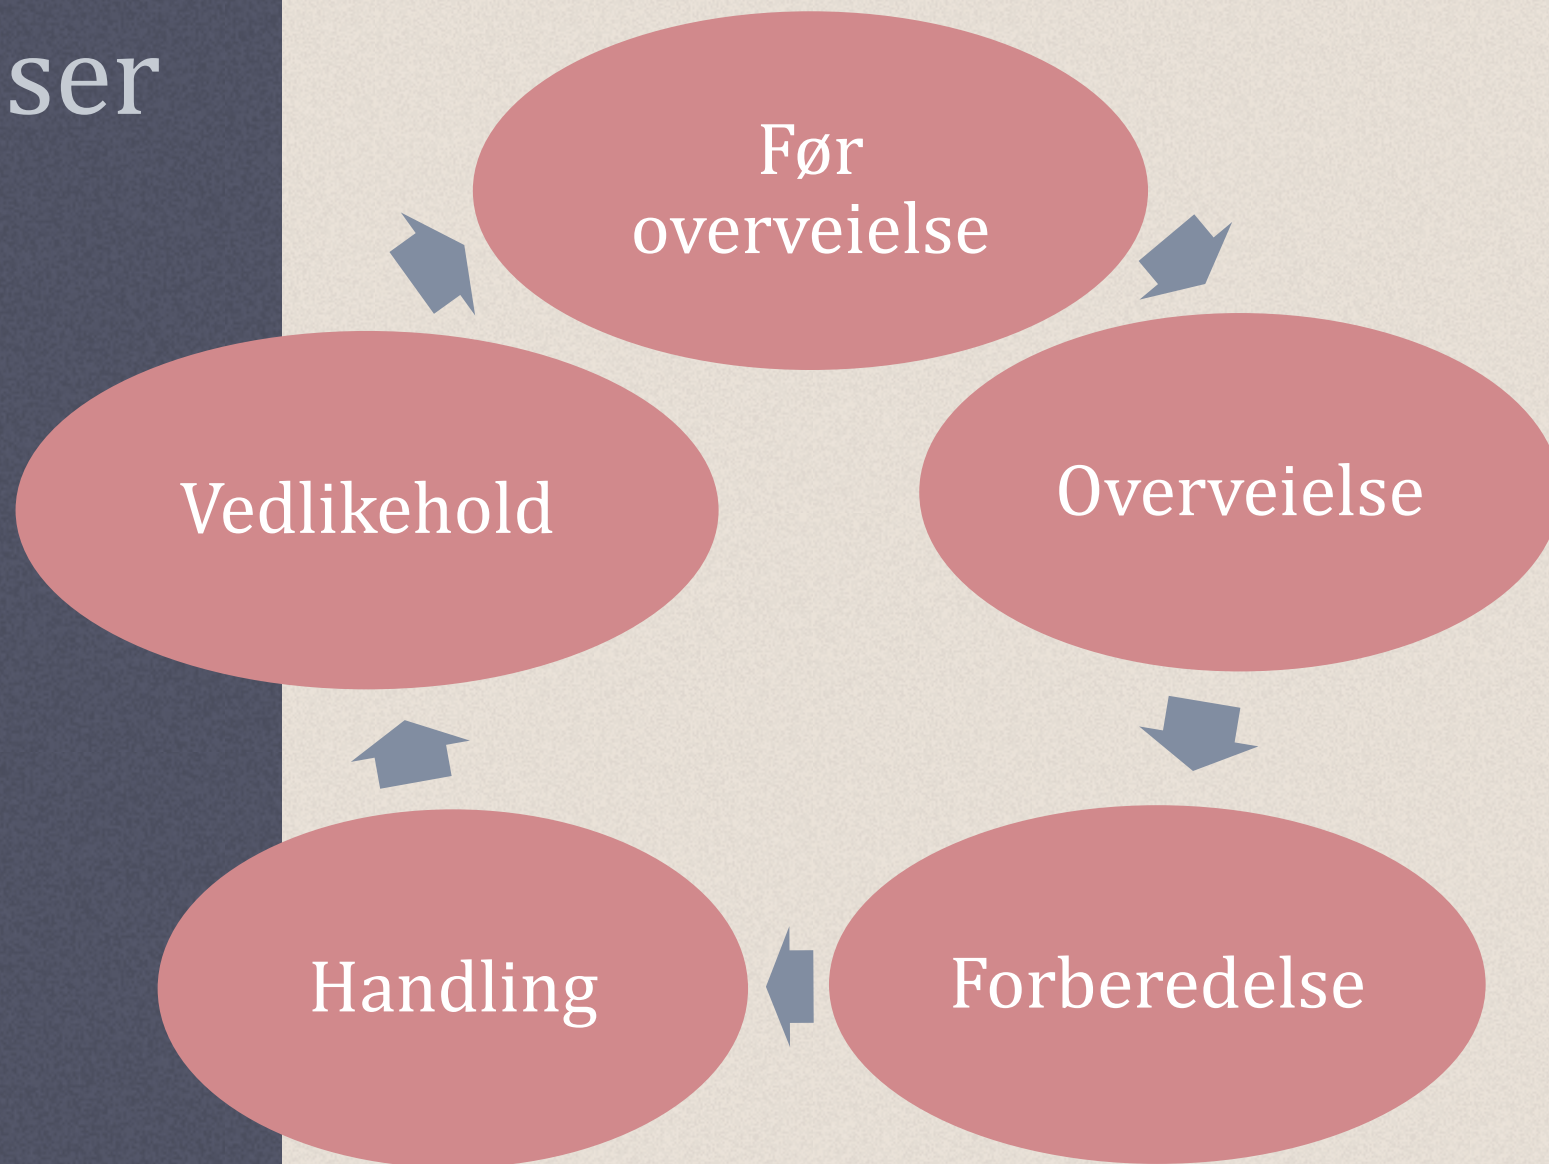 ser
Før
overveielse
Overveielse
Forberedelse
Handling
Vedlikehold